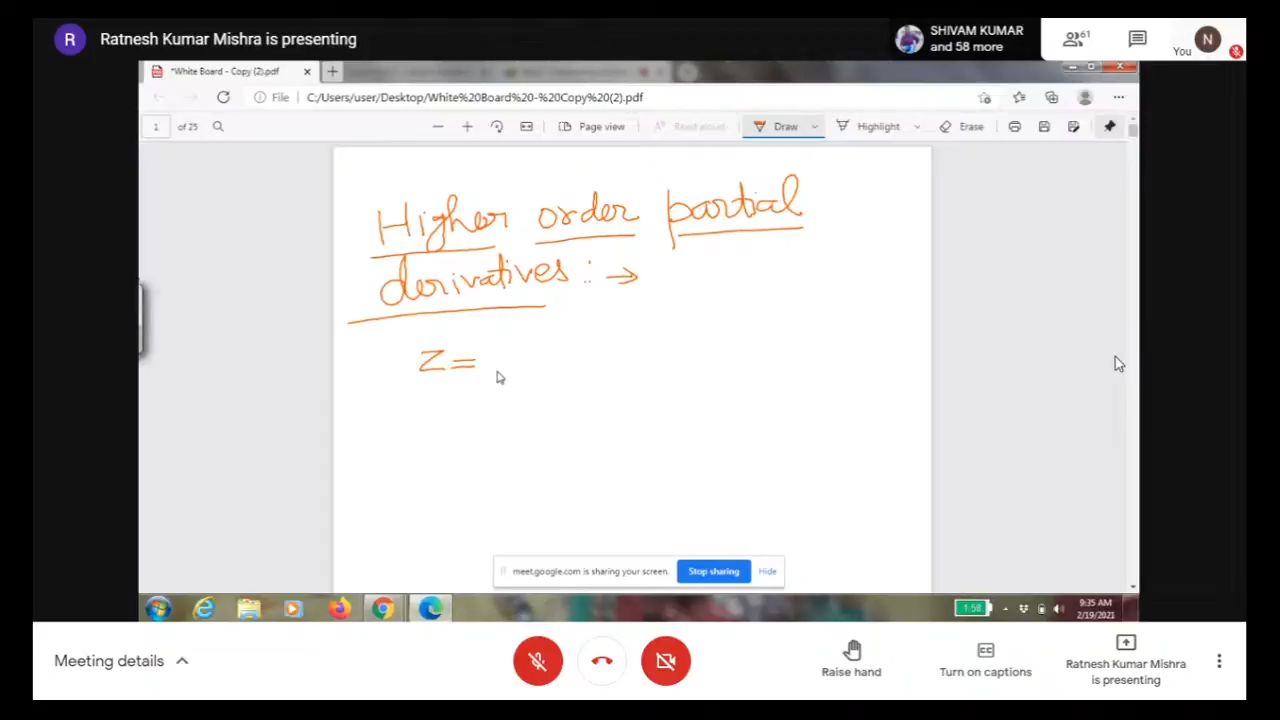 R Ratnesh Kumar Mishra is presenting
SHIVAM KUMAR
and 58 more
61
You
N
*White Board - Copy (2).pdf
File C:/Users/user/Desktop/White%20Board%20-%20Copy%20(2).pdf
1 of 25
Page view
Read aloud
Draw
Highlight
Erase
Higher order partial
derivatives :→
Z=
meet.google.com is sharing your screen.
Stop sharing
Hide
1:58
9:35 AM
2/19/2021
Meeting details
Raise hand
Turn on captions
Ratnesh Kumar Mishra
is presenting